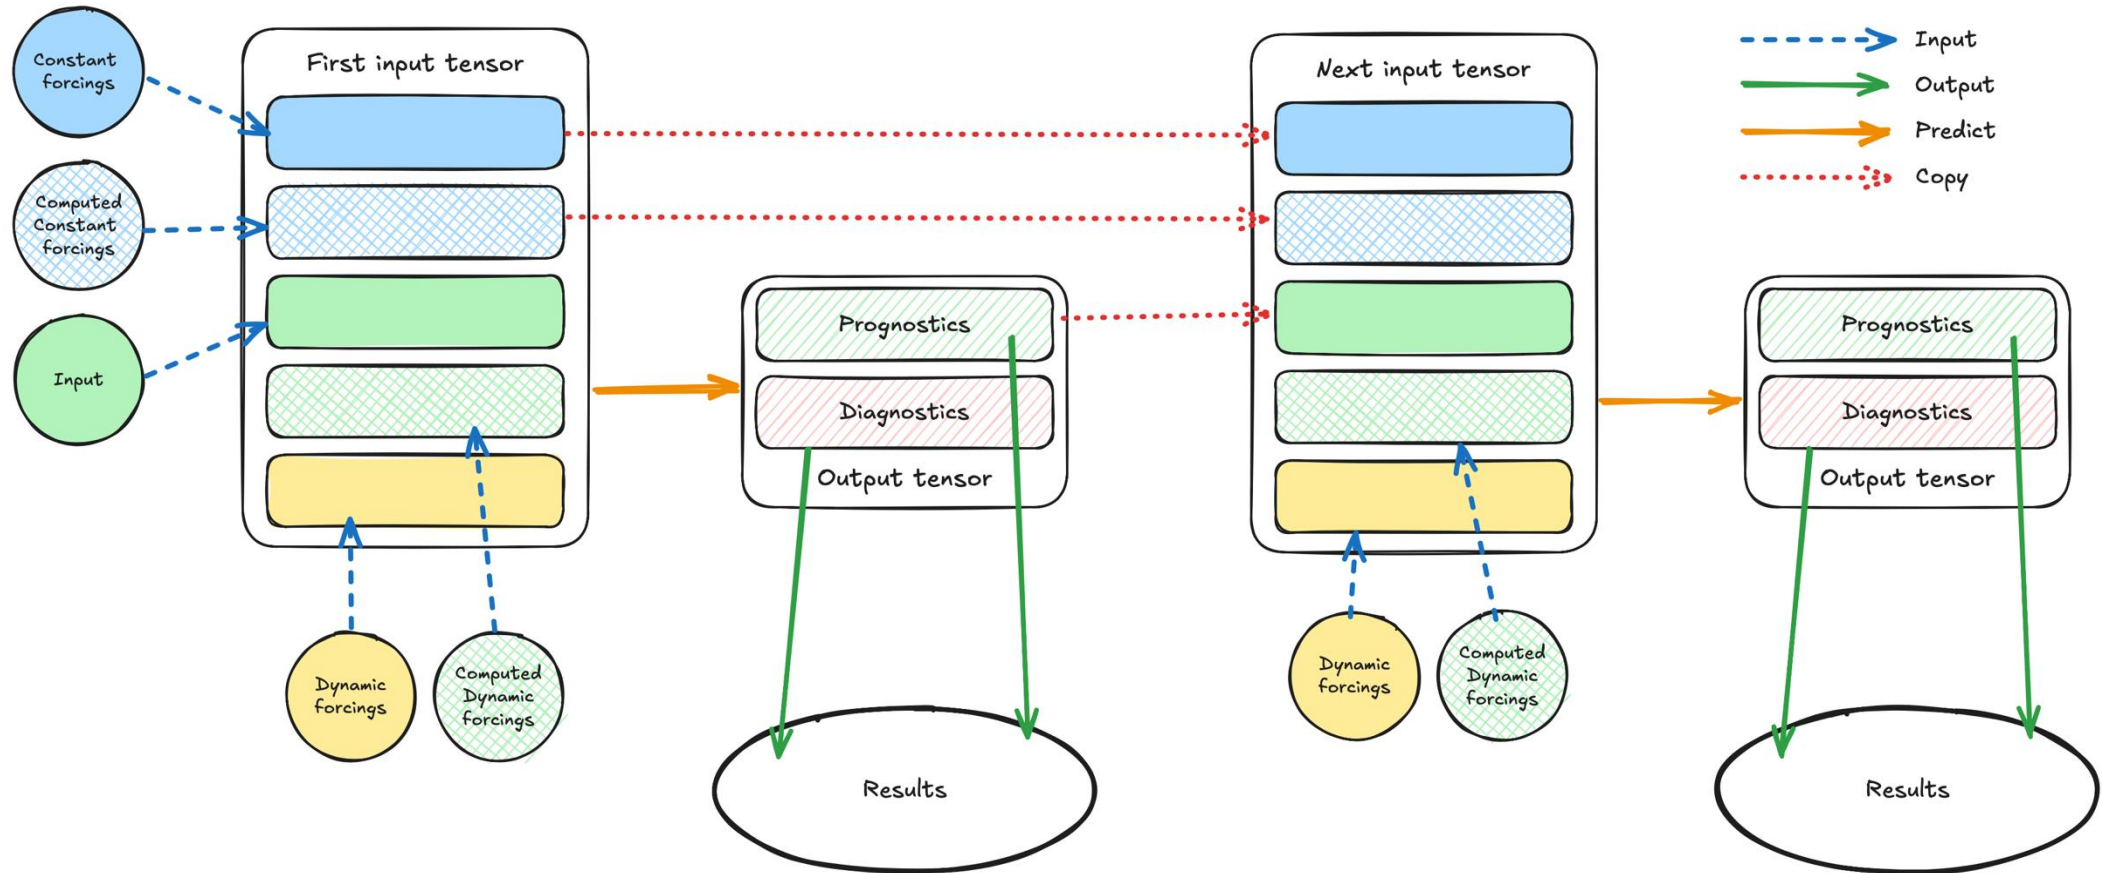 Constant
forcings
First input tensor
Next input tensor
Input
Output
Predict
Copy
Computed
Constant
forcings
Input
Prognostics
Diagnostics
Output tensor
Prognostics
Diagnostics
Output tensor
Dynamic
forcings
Computed
Dynamic
forcings
Dynamic
forcings
Computed
Dynamic
forcings
Results
Results